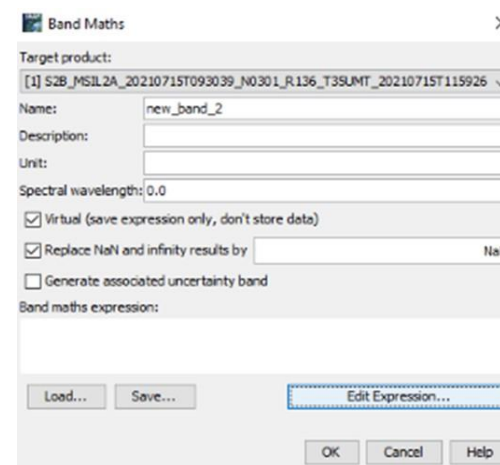 Band Maths
Target product:
[1] S2B_MSIL2A_20210715T093039_N0301_R136_T35UMT_20210715T115926
Name: new_band_2
Description:
Unit:
Spectral wavelength: 0.0
Virtual (save expression only, don't store data)
Replace NaN and infinity results by
Generate associated uncertainty band
Band maths expression:
Load... Save... Edit Expression...
OK Cancel Help